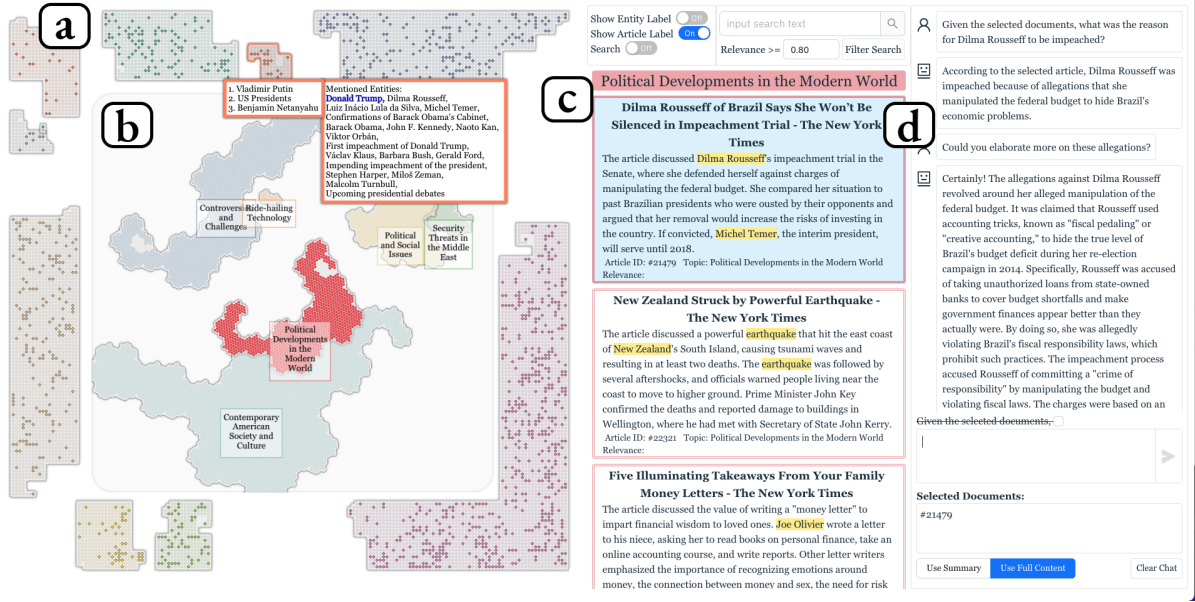 a
b
1. Vladimir Putin
2. US Presidents
3. Benjamin Netanyahu
Mentioned Entities:
Donald Trump, Dilma Rousseff,
Luiz Inácio Lula da Silva, Michel Temer,
Confirmations of Barack Obama's Cabinet,
Barack Obama, John F. Kennedy, Naoto Kan,
Viktor Orbán,
First impeachment of Donald Trump,
Václav Klaus, Barbara Bush, Gerald Ford,
Impending impeachment of the president,
Stephen Harper, Miloš Zeman,
Malcolm Turnbull,
Upcoming presidential debates
and
Challenges
Ride-hailing
Technology
Political
and Social
Issues
Security
Threats in
the Middle
East
Political
Developments
in the
Modern
World
Contemporary
American
Society and
Culture
Show Entity Label Off
Show Article Label On
Search Off
input search text
Relevance >= 0.80 Filter Search
c
Political Developments in the Modern World
Dilma Rousseff of Brazil Says She Won't Be
Silenced in Impeachment Trial - The New York
Times
The article discussed Dilma Rousseff's impeachment trial in the
Senate, where she defended herself against charges of
manipulating the federal budget. She compared her situation to
past Brazilian presidents who were ousted by their opponents and
argued that her removal would increase the risks of investing in
the country. If convicted, Michel Temer, the interim president,
will serve until 2018.
Article ID: #21479 Topic: Political Developments in the Modern World
Relevance:
New Zealand Struck by Powerful Earthquake -
The New York Times
The article discussed a powerful earthquake that hit the east coast
of New Zealand's South Island, causing tsunami waves and
resulting in at least two deaths. The earthquake was followed by
several aftershocks, and officials warned people living near the
coast to move to higher ground. Prime Minister John Key
confirmed the deaths and reported damage to buildings in
Wellington, where he had met with Secretary of State John Kerry.
Article ID: #22321 Topic: Political Developments in the Modern World
Relevance:
Five Illuminating Takeaways From Your Family
Money Letters - The New York Times
The article discussed the value of writing a "money letter" to
impart financial wisdom to loved ones. Joe Olivier wrote a letter
to his niece, asking her to read books on personal finance, take an
online accounting course, and write reports. Other letter writers
emphasized the importance of recognizing emotions around
money, the connection between money and sex, the need for risk
d
Given the selected documents, what was the reason
for Dilma Rousseff to be impeached?
According to the selected article, Dilma Rousseff was
impeached because of allegations that she
manipulated the federal budget to hide Brazil's
economic problems.
Could you elaborate more on these allegations?
Certainly! The allegations against Dilma Rousseff
revolved around her alleged manipulation of the
federal budget. It was claimed that Rousseff used
accounting tricks, known as "fiscal pedaling" or
"creative accounting," to hide the true level of
Brazil's budget deficit during her re-election
campaign in 2014. Specifically, Rousseff was accused
of taking unauthorized loans from state-owned
banks to cover budget shortfalls and make
government finances appear better than they
actually were. By doing so, she was allegedly
violating Brazil's fiscal responsibility laws, which
prohibit such practices. The impeachment process
accused Rousseff of committing a "crime of
responsibility" by manipulating the budget and
violating fiscal laws. The charges were based on an
Given the selected documents,
Selected Documents:
#21479
Use Summary Use Full Content Clear Chat